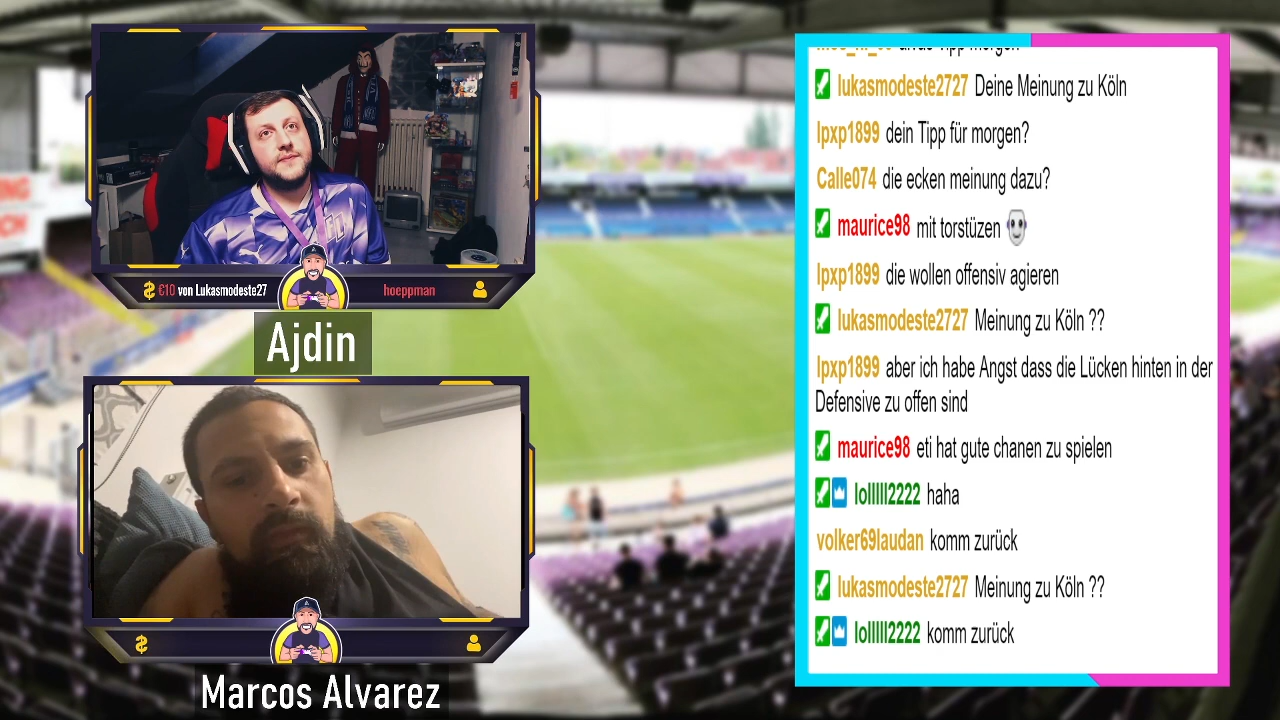 €10 von Lukasmodeste27
hoeppman
Ajdin
Marcos Alvarez
lukasmodeste2727 Deine Meinung zu Köln
lpxp1899 dein Tipp für morgen?
Calle074 die ecken meinung dazu?
maurice98 mit torstüzen
lpxp1899 die wollen offensiv agieren
lukasmodeste2727 Meinung zu Köln ??
lpxp1899 aber ich habe Angst dass die Lücken hinten in der
Defensive zu offen sind
maurice98 eti hat gute chanen zu spielen
lolllll2222 haha
volker69laudan komm zurück
lukasmodeste2727 Meinung zu Köln ??
lolllll2222 komm zurück